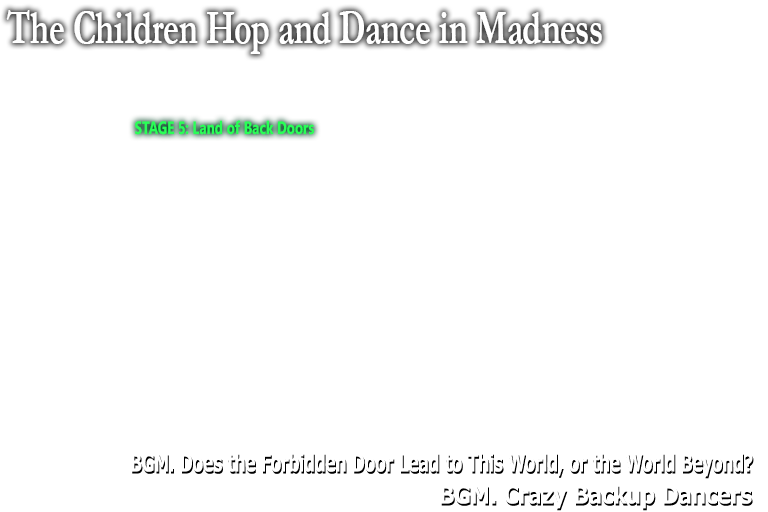 The Children Hop and Dance in Madness
STAGE 5: Land of Back Doors
BGM. Does the Forbidden Door Lead to This World, or the World Beyond?
BGM. Crazy Backup Dancers